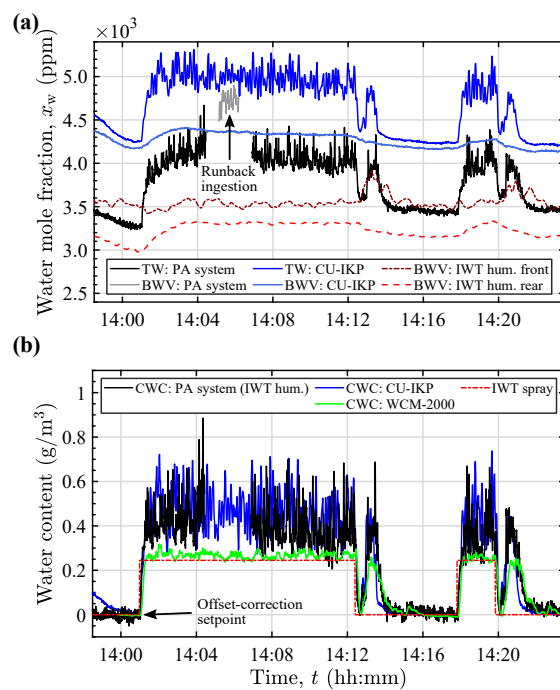 (a)
×10³
Water mole fraction, x_w (ppm)
5.0
4.5
4.0
3.5
3.0
2.5
Runback
ingestion
TW: PA system
TW: CU-IKP
BWV: IWT hum. front
BWV: PA system
BWV: CU-IKP
BWV: IWT hum. rear
14:00 14:04 14:08 14:12 14:16 14:20
(b)
Water content (g/m³)
1
0.8
0.6
0.4
0.2
0
CWC: PA system (IWT hum.)
CWC: CU-IKP
IWT spray
CWC: WCM-2000
Offset-correction
setpoint
14:00 14:04 14:08 14:12 14:16 14:20
Time, t (hh:mm)